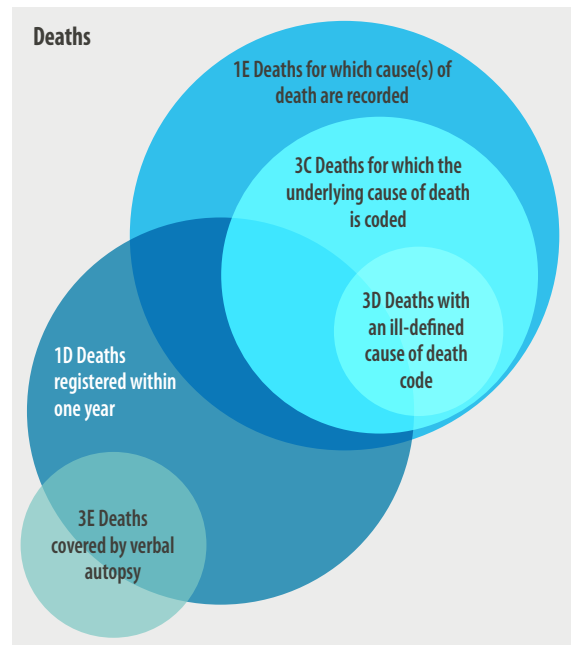 Deaths
1E Deaths for which cause(s) of
death are recorded
3C Deaths for which the
underlying cause of death
is coded
3D Deaths with
an ill-defined
cause of death
code
1D Deaths
registered within
one year
3E Deaths
covered by verbal
autopsy